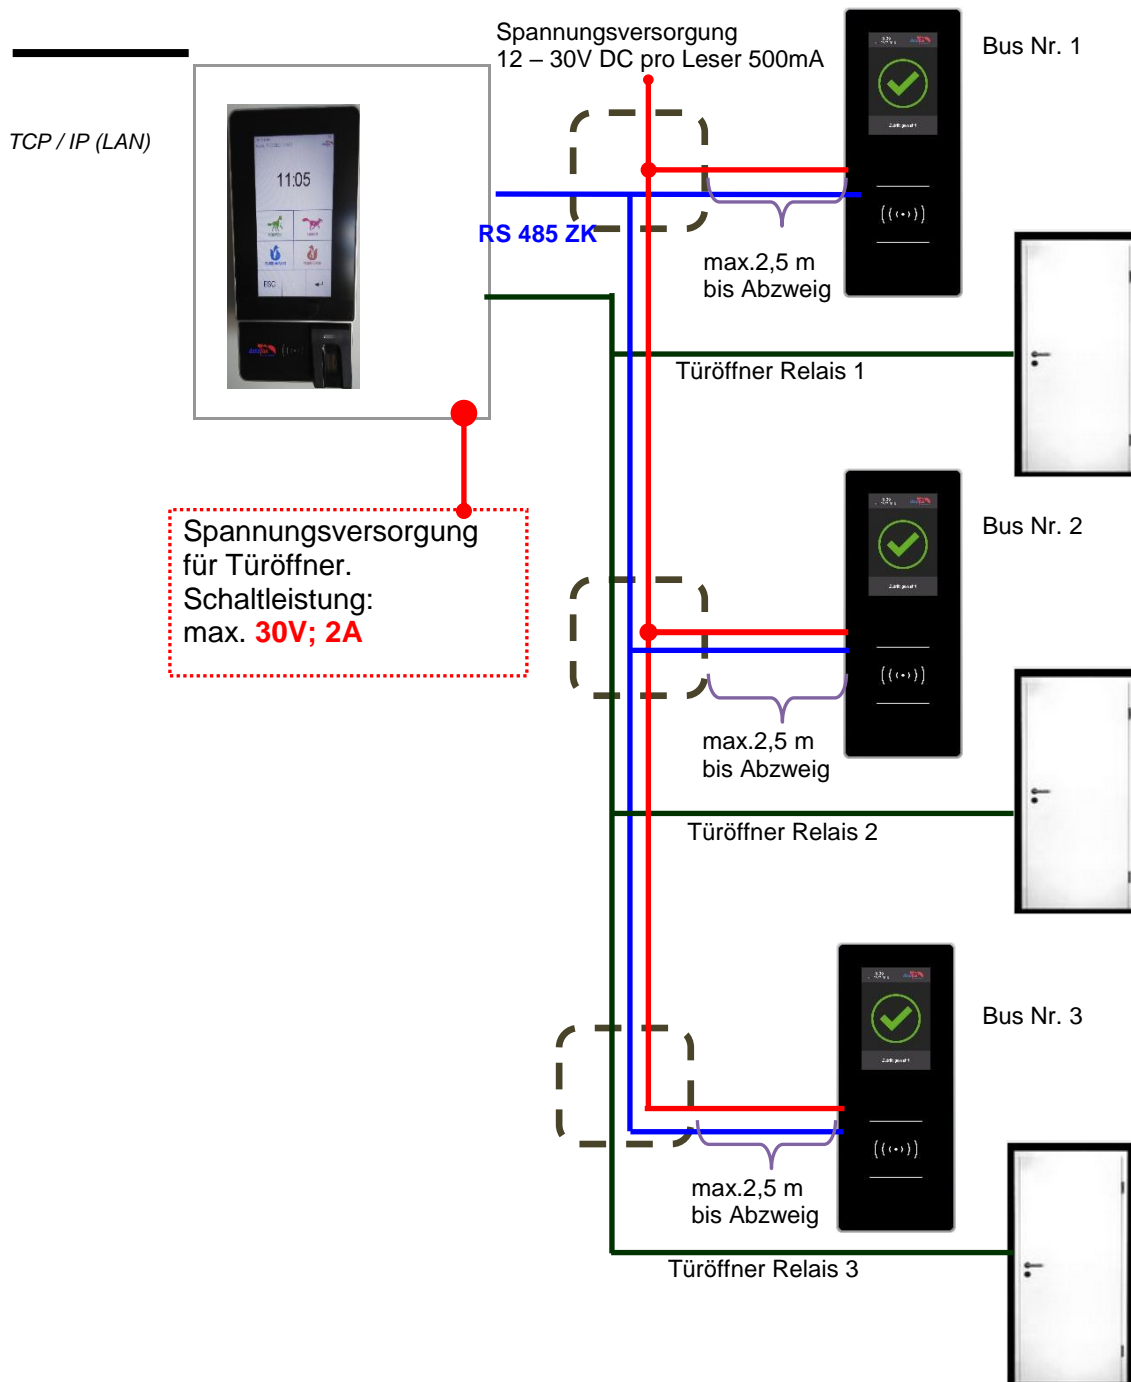 Spannungsversorgung
12 – 30V DC pro Leser 500mA
Bus Nr. 1
TCP / IP (LAN)
11:05
ESC
RS 485 ZK
max.2,5 m
bis Abzweig
Türöffner Relais 1
Spannungsversorgung
für Türöffner.
Schaltleistung:
max. 30V; 2A
Bus Nr. 2
max.2,5 m
bis Abzweig
Türöffner Relais 2
Bus Nr. 3
max.2,5 m
bis Abzweig
Türöffner Relais 3